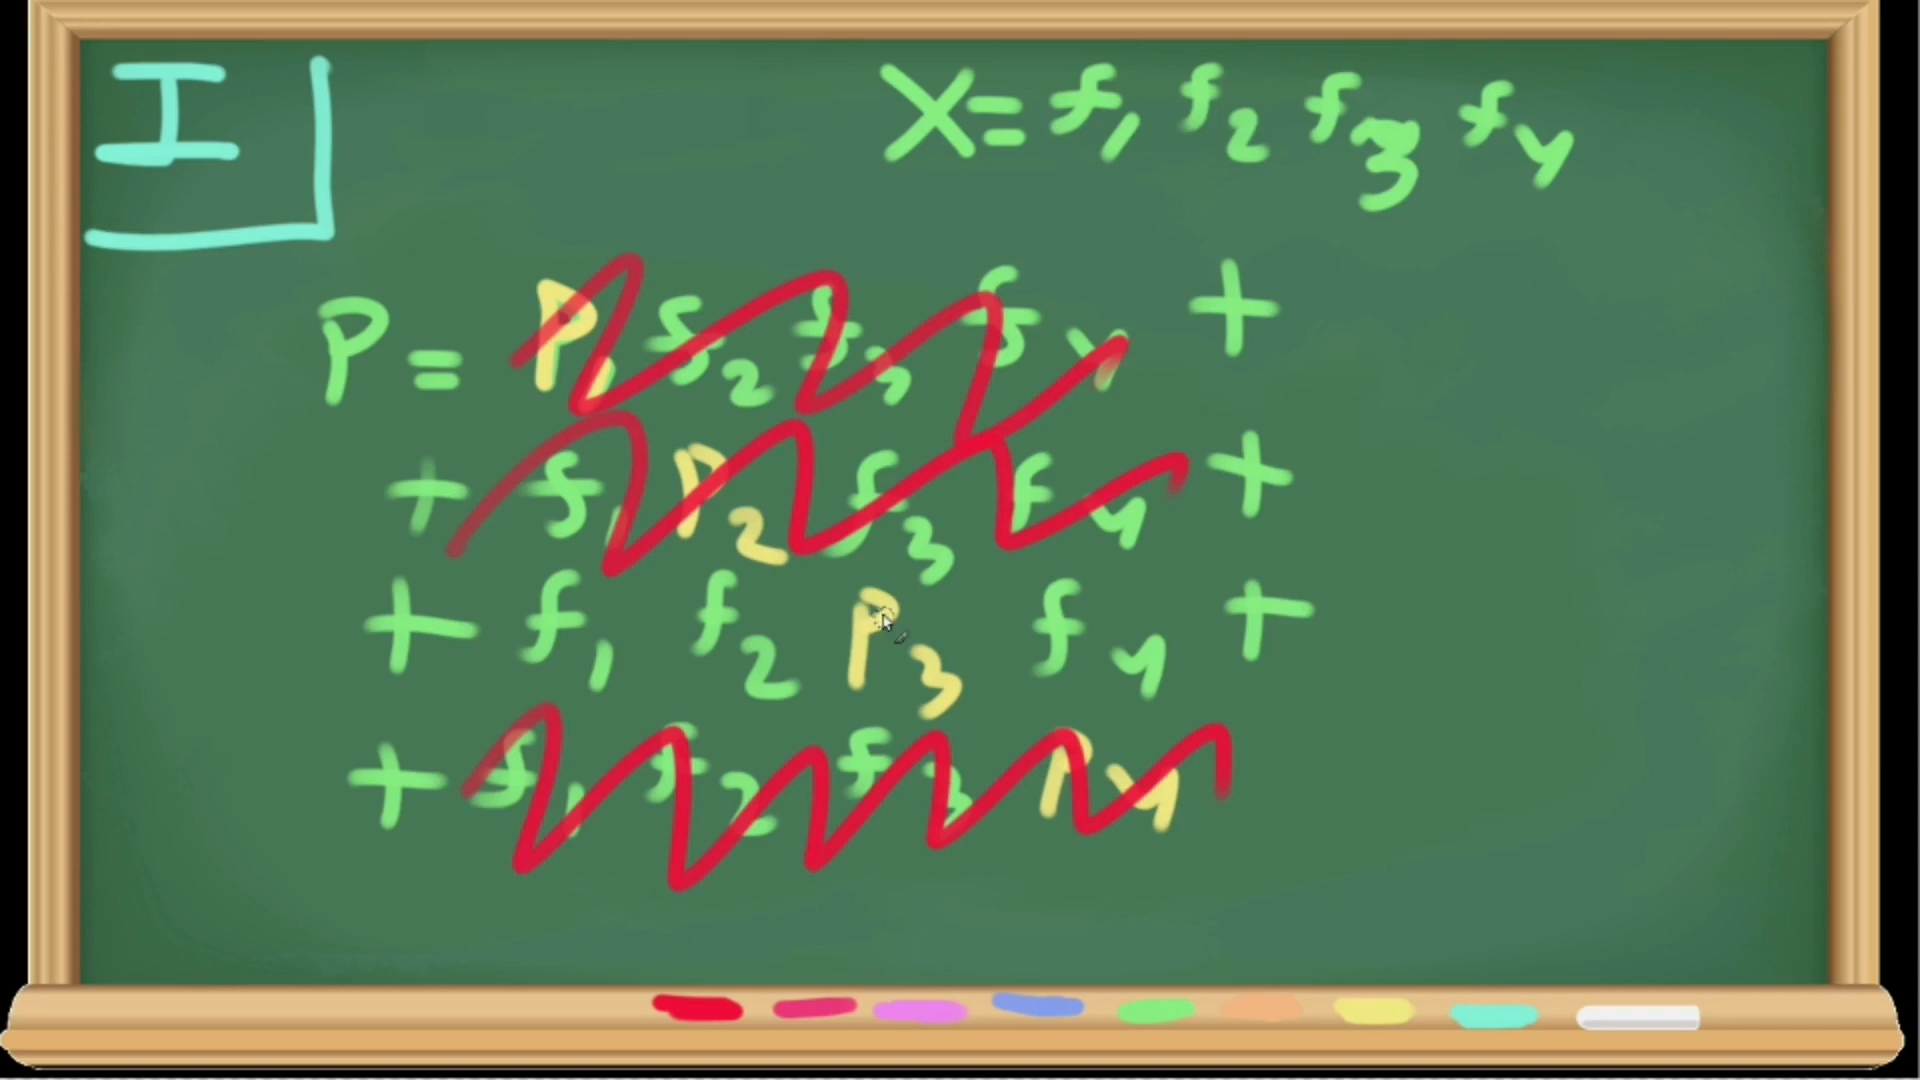 I
X = f₁ f₂ f₃ f₄
P = P₁ f₂ f₃ f₄ +
+ f₁ P₂ f₃ f₄ +
+ f₁ f₂ P₃ f₄ +
+ f₁ f₂ f₃ P₄